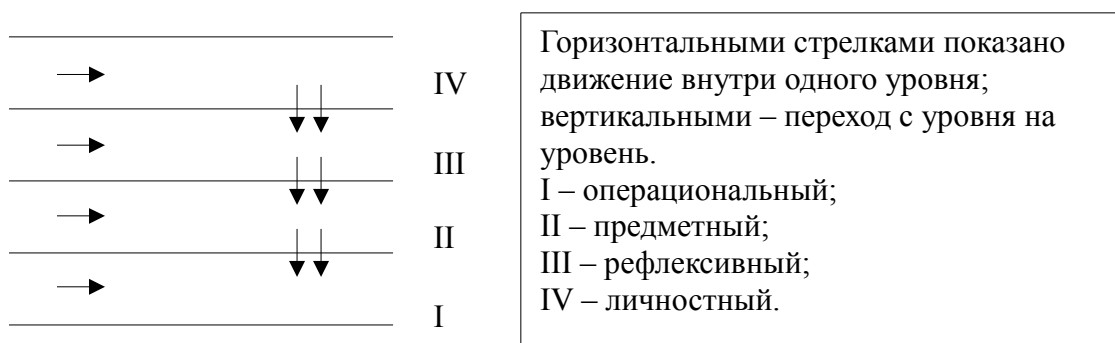 IV
III
II
I
Горизонтальными стрелками показано
движение внутри одного уровня;
вертикальными – переход с уровня на
уровень.
I – операциональный;
II – предметный;
III – рефлексивный;
IV – личностный.